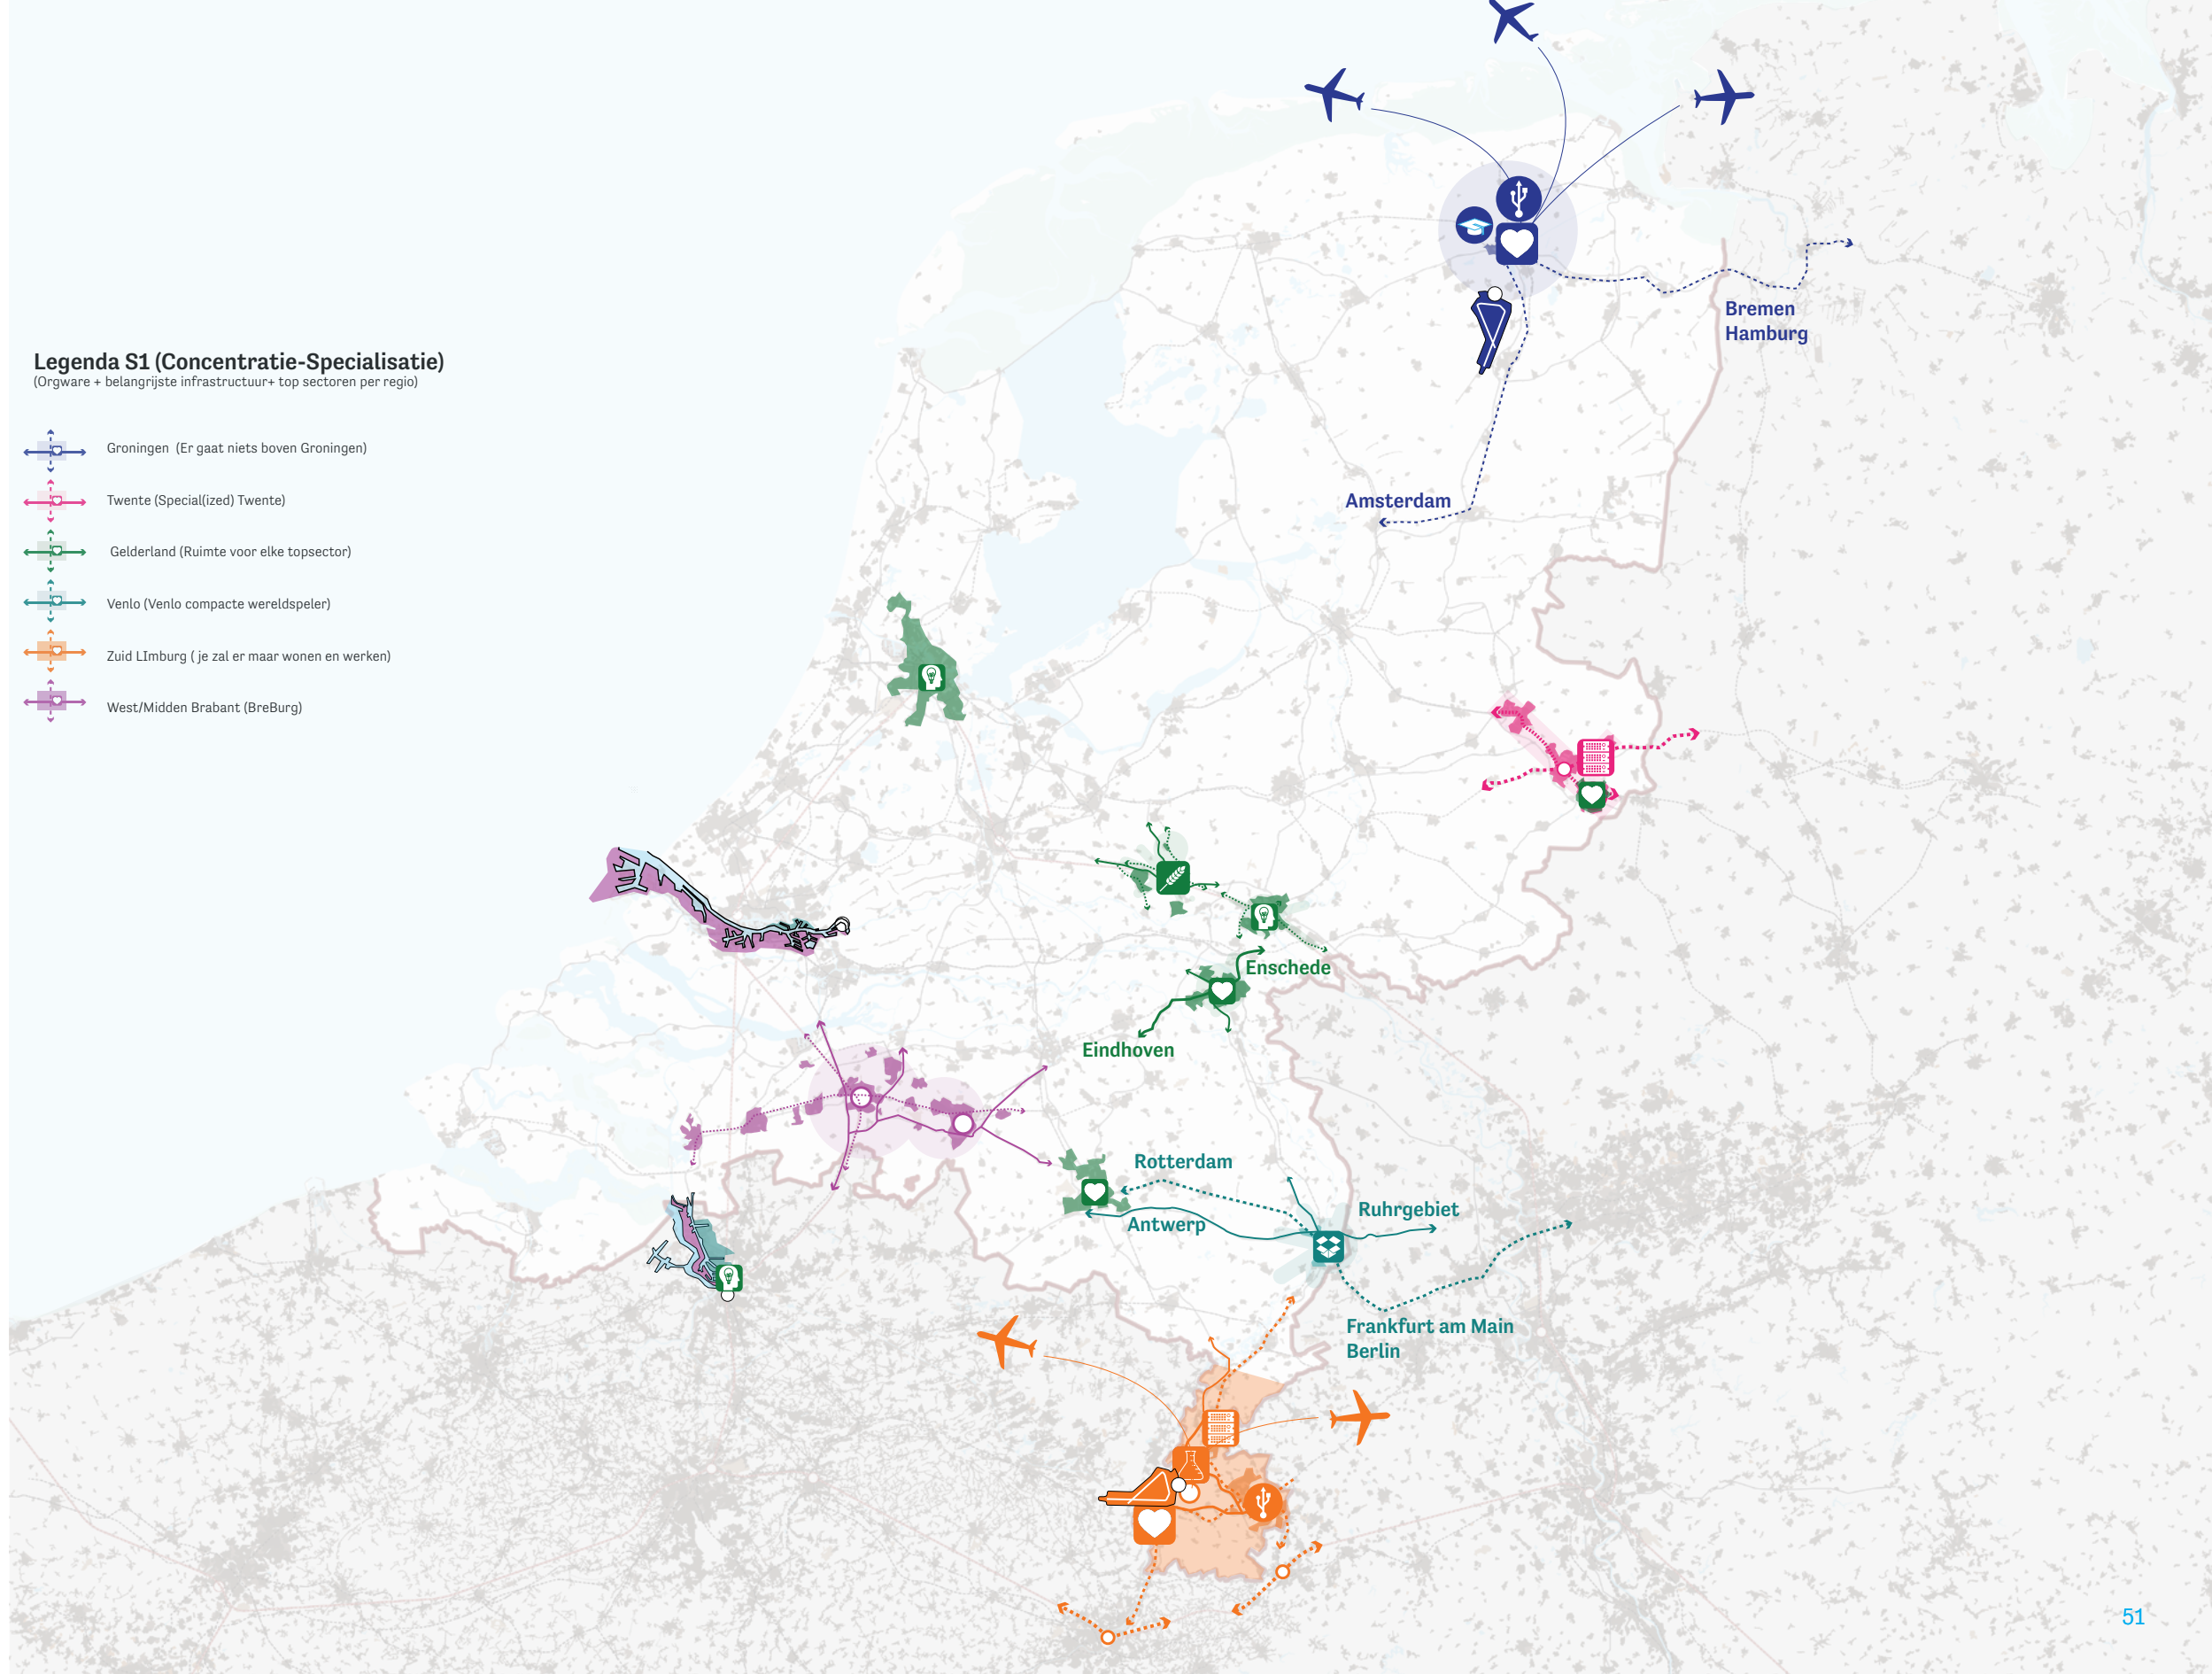 Bremen
Hamburg
Legenda S1 (Concentratie-Specialisatie)
(Orgware + belangrijste infrastructuur+ top sectoren per regio)
Groningen (Er gaat niets boven Groningen)
Twente (Special(ized) Twente)
Gelderland (Ruimte voor elke topsector)
Venlo (Venlo compacte wereldspeler)
Zuid LImburg ( je zal er maar wonen en werken)
West/Midden Brabant (BreBurg)
Amsterdam
Enschede
Eindhoven
Rotterdam
Antwerp
Ruhrgebiet
Frankfurt am Main
Berlin
51